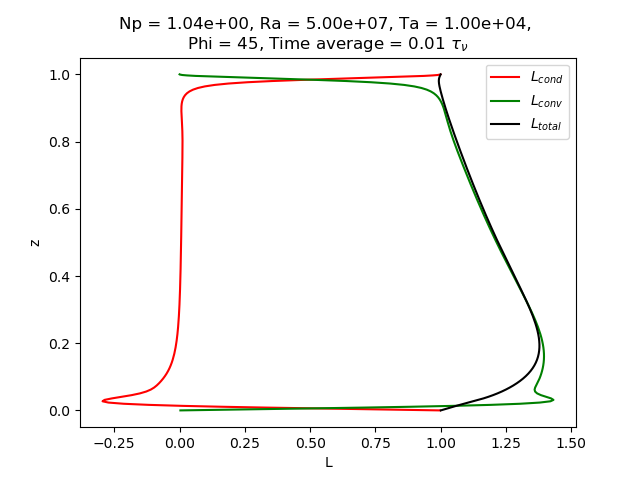 Np = 1.04e+00, Ra = 5.00e+07, Ta = 1.00e+04,
Phi = 45, Time average = 0.01 τν
1.0
0.8
0.6
0.4
0.2
0.0
z
L_cond
L_conv
L_total
−0.25 0.00 0.25 0.50 0.75 1.00 1.25 1.50
L